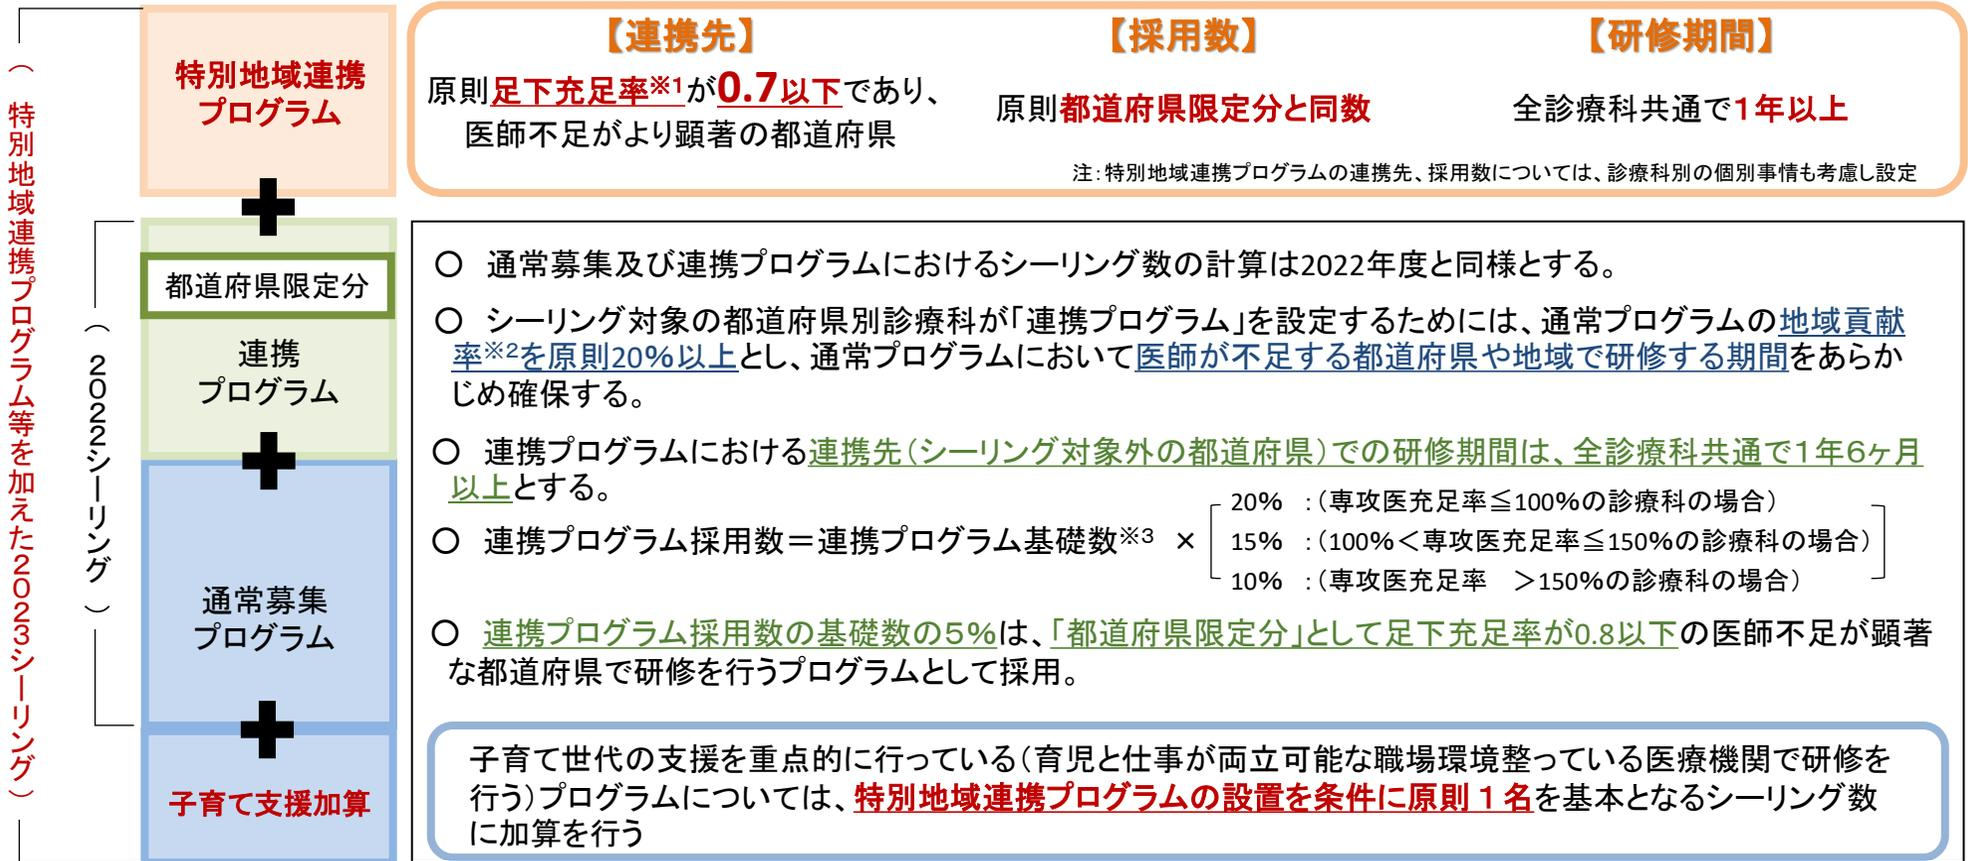 （ 特別地域連携プログラム等を加えた2023シーリング ）
（ 2022シーリング ）
特別地域連携
プログラム
都道府県限定分
連携
プログラム
通常募集
プログラム
子育て支援加算
【連携先】
原則足下充足率※1が0.7以下であり、
医師不足がより顕著の都道府県
【採用数】
原則都道府県限定分と同数
【研修期間】
全診療科共通で1年以上
注：特別地域連携プログラムの連携先、採用数については、診療科別の個別事情も考慮し設定
〇 通常募集及び連携プログラムにおけるシーリング数の計算は2022年度と同様とする。
〇 シーリング対象の都道府県別診療科が「連携プログラム」を設定するためには、通常プログラムの地域貢献
率※2を原則20％以上とし、通常プログラムにおいて医師が不足する都道府県や地域で研修する期間をあらか
じめ確保する。
〇 連携プログラムにおける連携先（シーリング対象外の都道府県）での研修期間は、全診療科共通で1年6ヶ月
以上とする。
〇 連携プログラム採用数＝連携プログラム基礎数※3 ×
20% ：（専攻医充足率≦100%の診療科の場合）
15% ：（100%＜専攻医充足率≦150%の診療科の場合）
10% ：（専攻医充足率 ＞150%の診療科の場合）
〇 連携プログラム採用数の基礎数の5％は、「都道府県限定分」として足下充足率が0.8以下の医師不足が顕著
な都道府県で研修を行うプログラムとして採用。
子育て世代の支援を重点的に行っている（育児と仕事が両立可能な職場環境整っている医療機関で研修を
行う）プログラムについては、特別地域連携プログラムの設置を条件に原則１名を基本となるシーリング数
に加算を行う